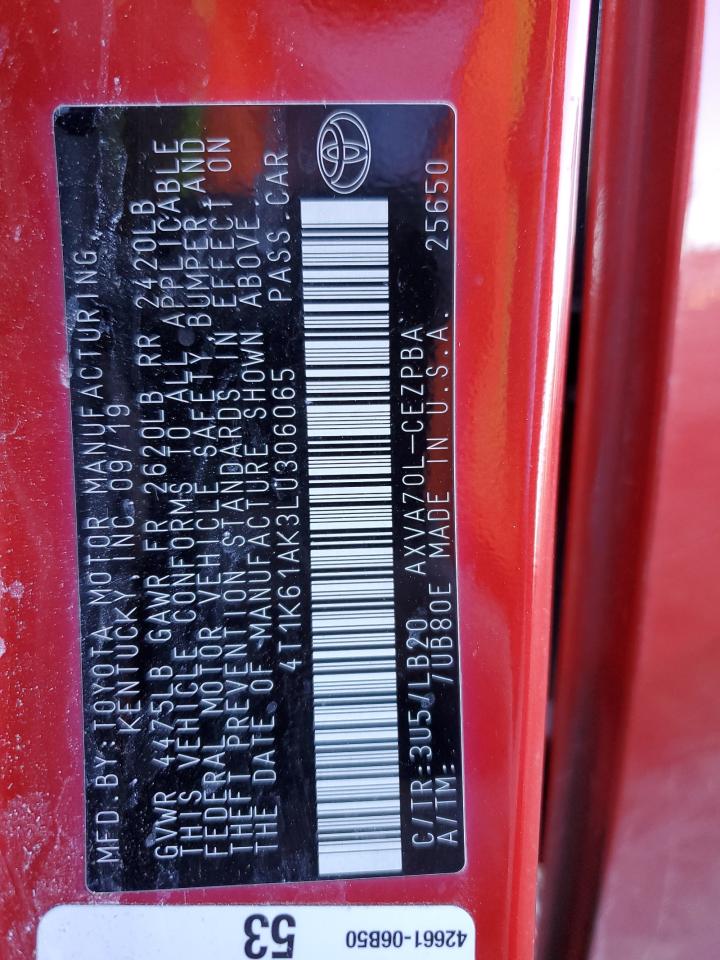 MFD.BY:TOYOTA MOTOR MANUFACTURING,
KENTUCKY,INC.09/19
GVWR 4475LB GAWR FR 2620LB RR 2420LB
THIS VEHICLE CONFORMS TO ALL APPLICABLE
FEDERAL MOTOR VEHICLE SAFETY,BUMPER,AND
THEFT PREVENTION STANDARDS IN EFFECT ON
THE DATE OF MANUFACTURE SHOWN ABOVE.
4T1K61AK3LU306065 PASS.CAR
C/TR:3U5/LB20 AXVA70L-CEZPBA
A/TM: /UB80E MADE IN U.S.A. 25650
53
42661-06B50